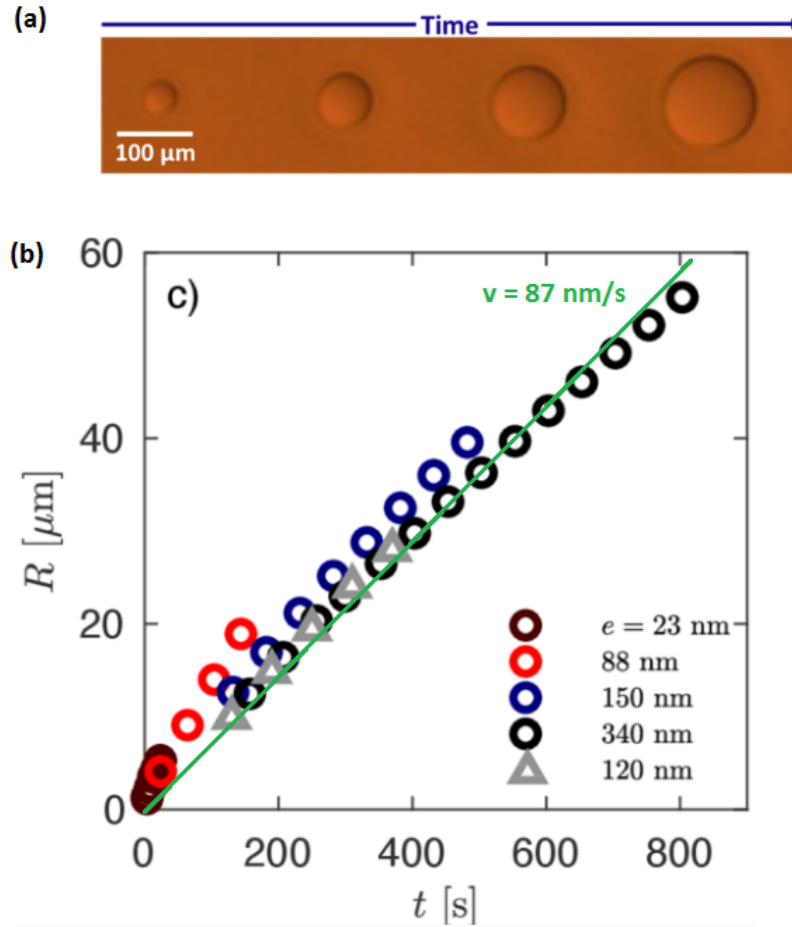 (a)
Time
100 μm
(b)
c)
v = 87 nm/s
R [μm]
60
40
20
0
e = 23 nm
88 nm
150 nm
340 nm
120 nm
0 200 400 600 800
t [s]